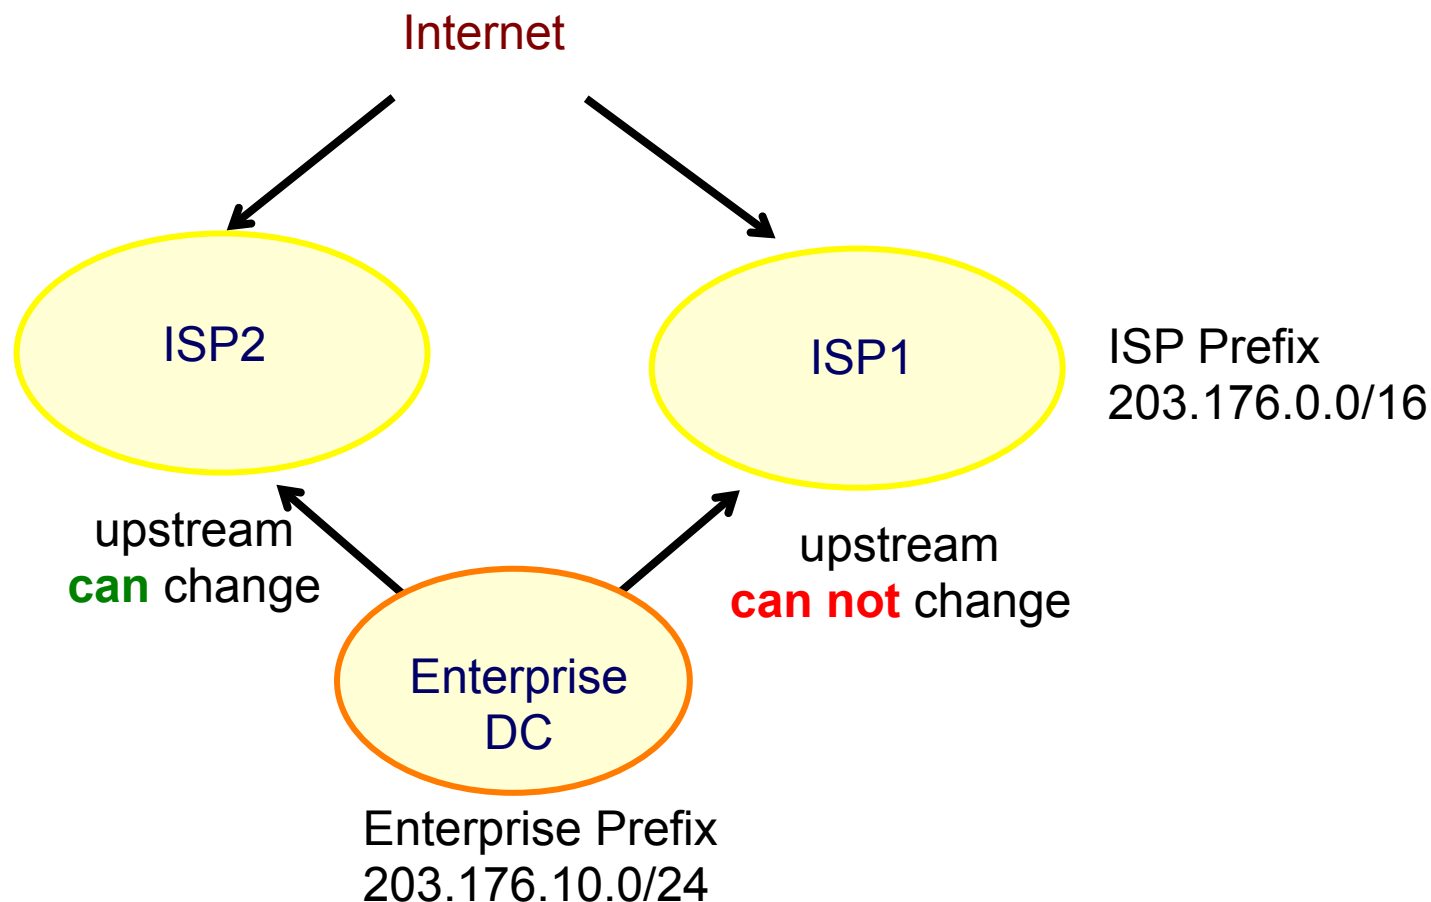 Internet
ISP2
ISP1
ISP Prefix
203.176.0.0/16
upstream
can change
upstream
can not change
Enterprise
DC
Enterprise Prefix
203.176.10.0/24